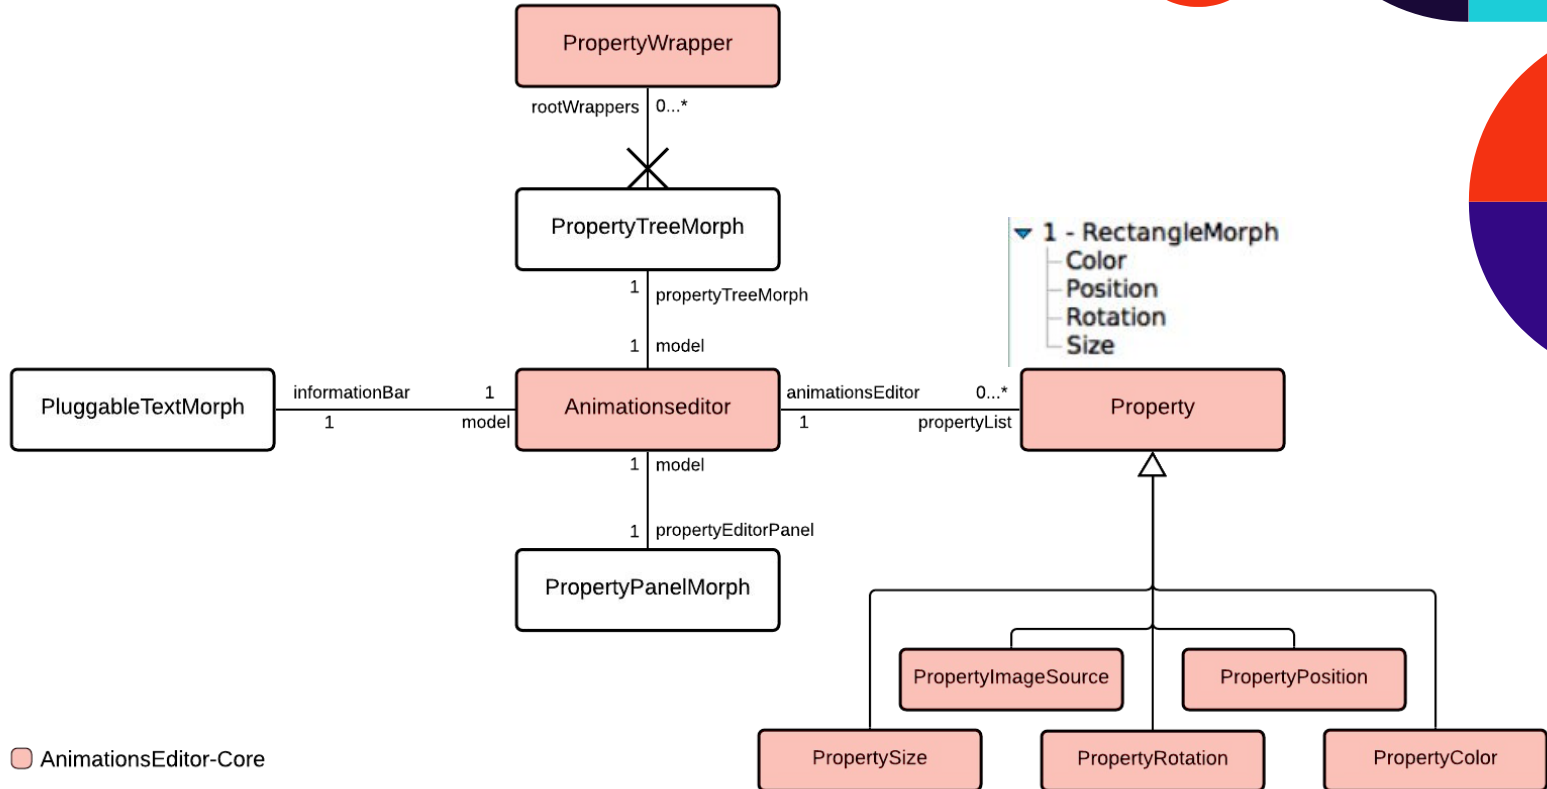 PropertyWrapper
rootWrappers 0...*
PropertyTreeMorph
1 propertyTreeMorph
1 model
1 - RectangleMorph
Color
Position
Rotation
Size
PluggableTextMorph
informationBar 1
1 model
Animationseditor
animationsEditor 0...*
1 propertyList
Property
1 model
1 propertyEditorPanel
PropertyPanelMorph
PropertyImageSource
PropertyPosition
PropertySize
PropertyRotation
PropertyColor
AnimationsEditor-Core